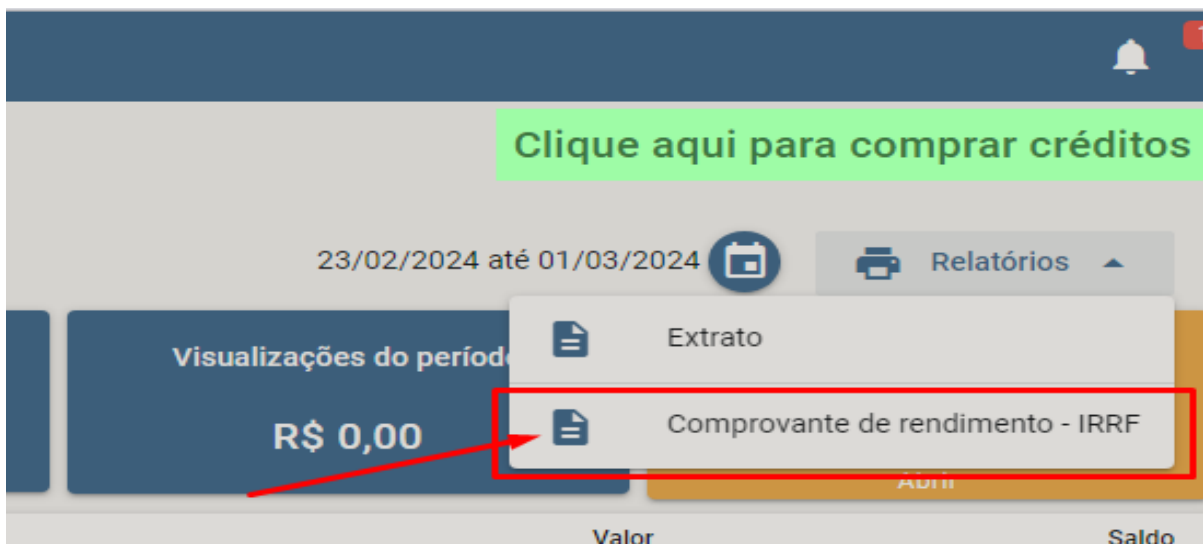 Clique aqui para comprar créditos
23/02/2024 até 01/03/2024
Relatórios
Extrato
Visualizações do períod
Comprovante de rendimento - IRRF
R$ 0,00
Abrir
Valor
Saldo